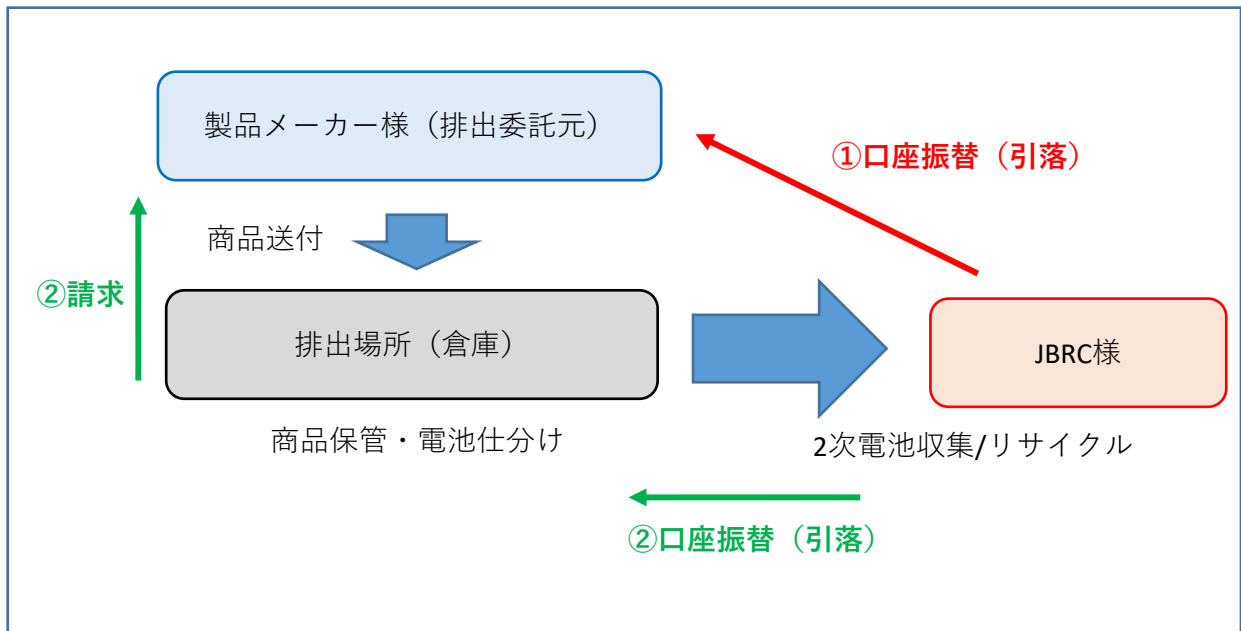 製品メーカー様（排出委託元）
①口座振替（引落）
商品送付
②請求
排出場所（倉庫）
JBRC様
商品保管・電池仕分け
2次電池収集/リサイクル
②口座振替（引落）